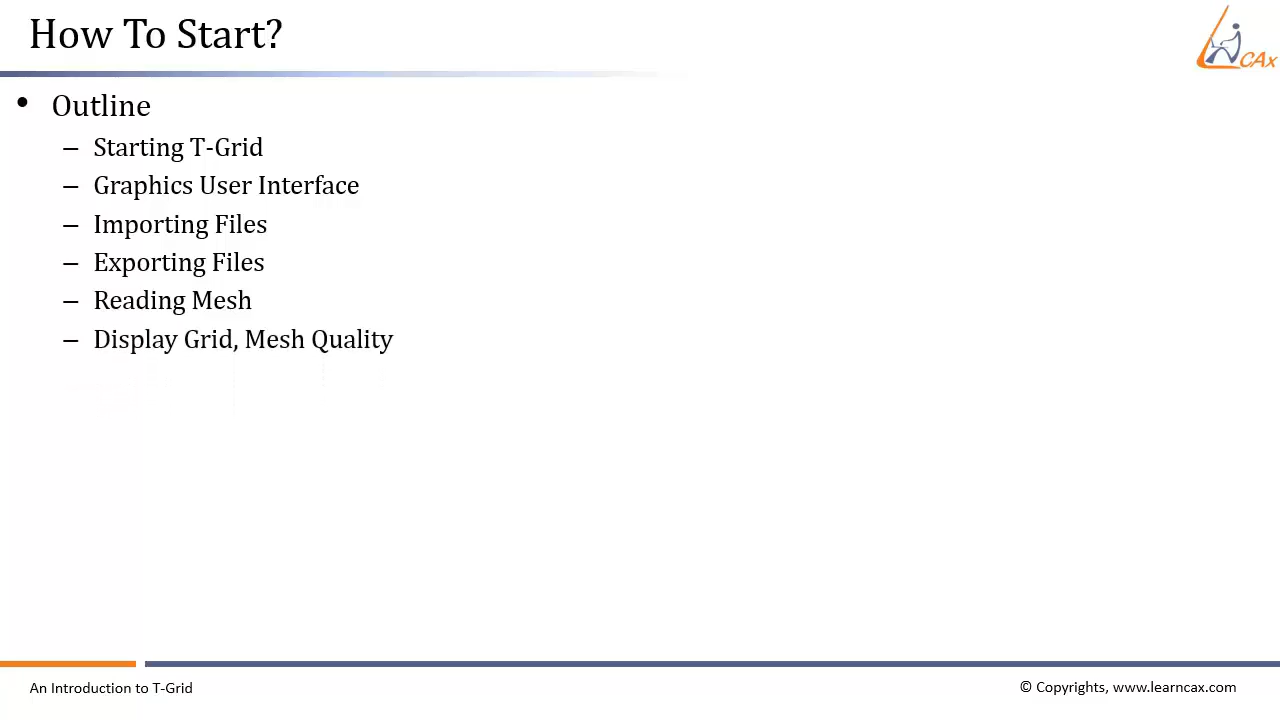 How To Start?
CAx
• Outline
– Starting T-Grid
– Graphics User Interface
– Importing Files
– Exporting Files
– Reading Mesh
– Display Grid, Mesh Quality
An Introduction to T-Grid
© Copyrights, www.learncax.com